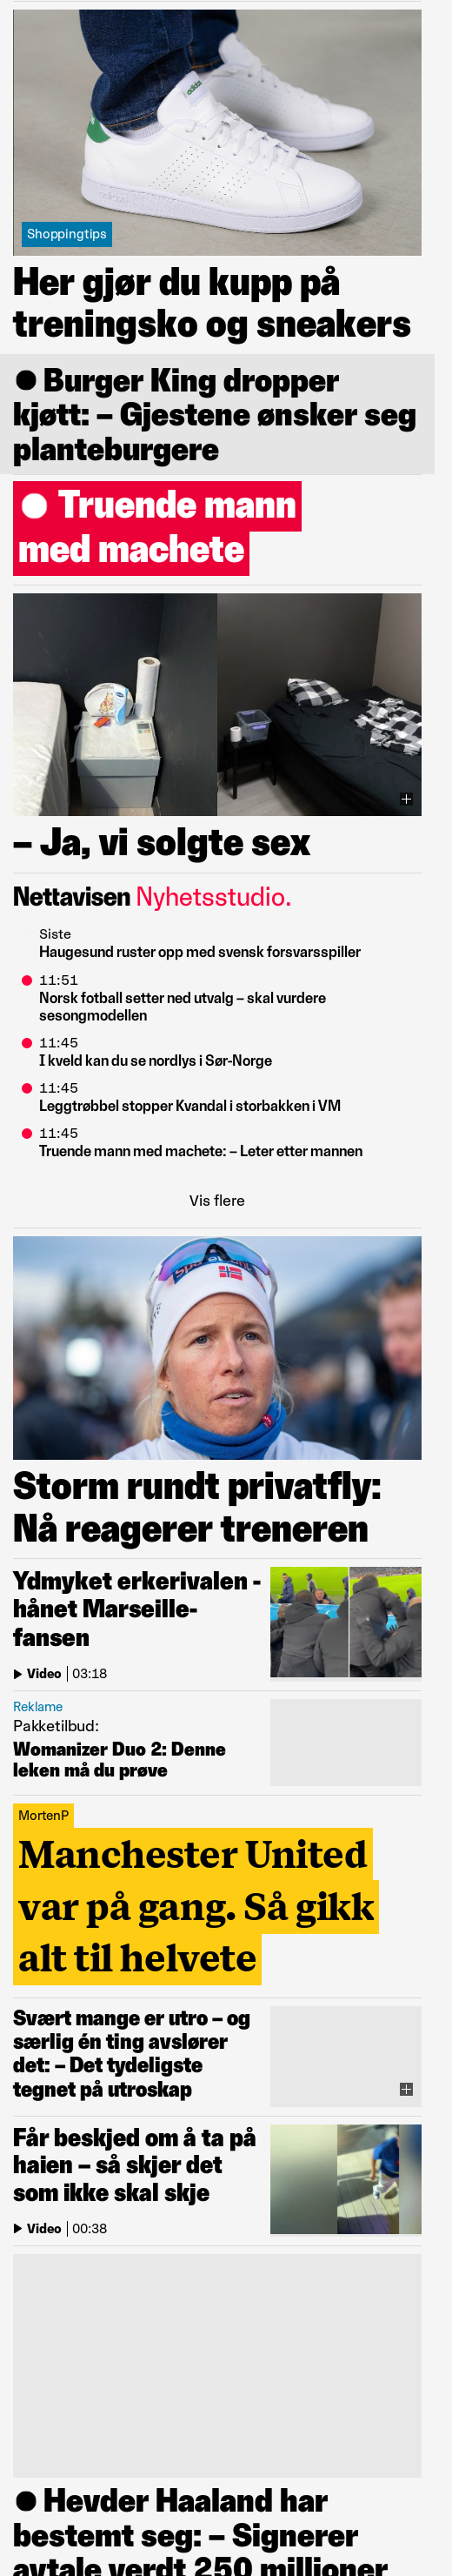 adidas
Shoppingtips
Her gjør du kupp på
treningsko og sneakers
Burger King dropper
kjøtt: – Gjestene ønsker seg
planteburgere
Truende mann
med machete
– Ja, vi solgte sex
Nettavisen Nyhetsstudio.
Siste
Haugesund ruster opp med svensk forsvarsspiller
11:51
Norsk fotball setter ned utvalg – skal vurdere
sesongmodellen
11:45
I kveld kan du se nordlys i Sør-Norge
11:45
Leggtrøbbel stopper Kvandal i storbakken i VM
11:45
Truende mann med machete: – Leter etter mannen
Vis flere
Storm rundt privatfly:
Nå reagerer treneren
Ydmyket erkerivalen -
hånet Marseille-
fansen
Video | 03:18
Reklame
Pakketilbud:
Womanizer Duo 2: Denne
leken må du prøve
MortenP
Manchester United
var på gang. Så gikk
alt til helvete
Svært mange er utro – og
særlig én ting avslører
det: – Det tydeligste
tegnet på utroskap
Får beskjed om å ta på
haien – så skjer det
som ikke skal skje
Video | 00:38
Hevder Haaland har
bestemt seg: – Signerer
avtale verdt 250 millioner